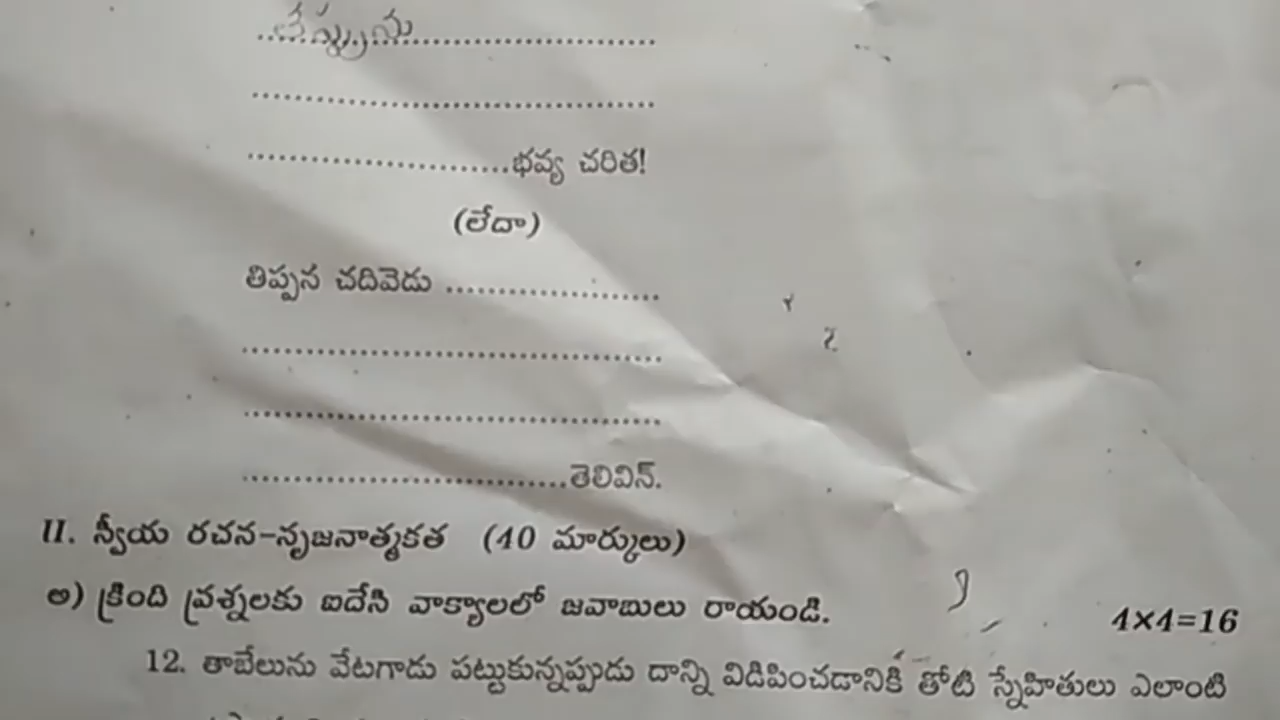 ..................................
..................................
......................భవ్య చరిత!
(లేదా)
తిప్పన చదివెడు ...................
..................................
..................................
...........................తెలివిన్.
II. స్వీయ రచన-సృజనాత్మకత (40 మార్కులు)
అ) క్రింది ప్రశ్నలకు ఐదేసి వాక్యాలలో జవాబులు రాయండి. 4×4=16
12. తాబేలును వేటగాడు పట్టుకున్నప్పుడు దాన్ని విడిపించడానికి తోటి స్నేహితులు ఎలాంటి